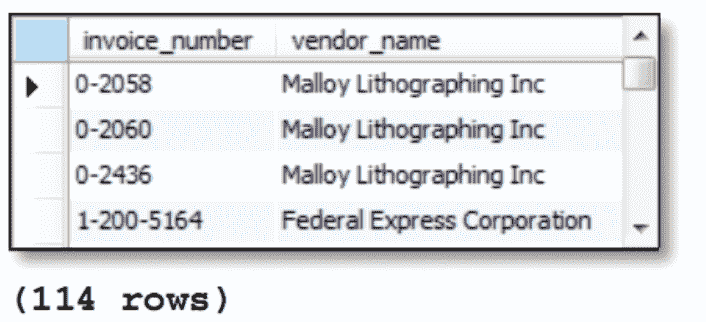 invoice_number vendor_name
0-2058 Malloy Lithographing Inc
0-2060 Malloy Lithographing Inc
0-2436 Malloy Lithographing Inc
1-200-5164 Federal Express Corporation
(114 rows)